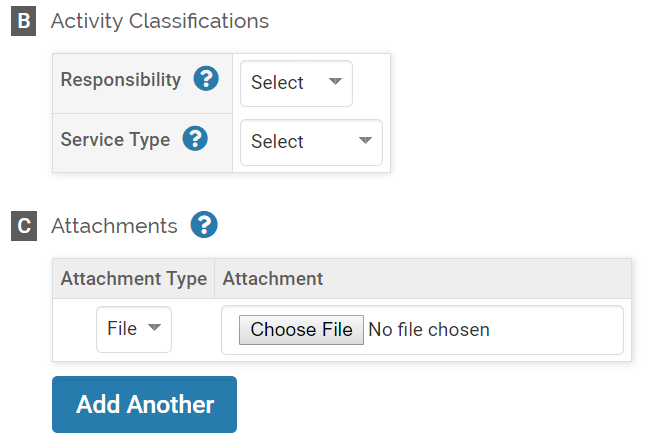 B Activity Classifications
Responsibility ? Select
Service Type ? Select
C Attachments ?
Attachment Type Attachment
File Choose File No file chosen
Add Another